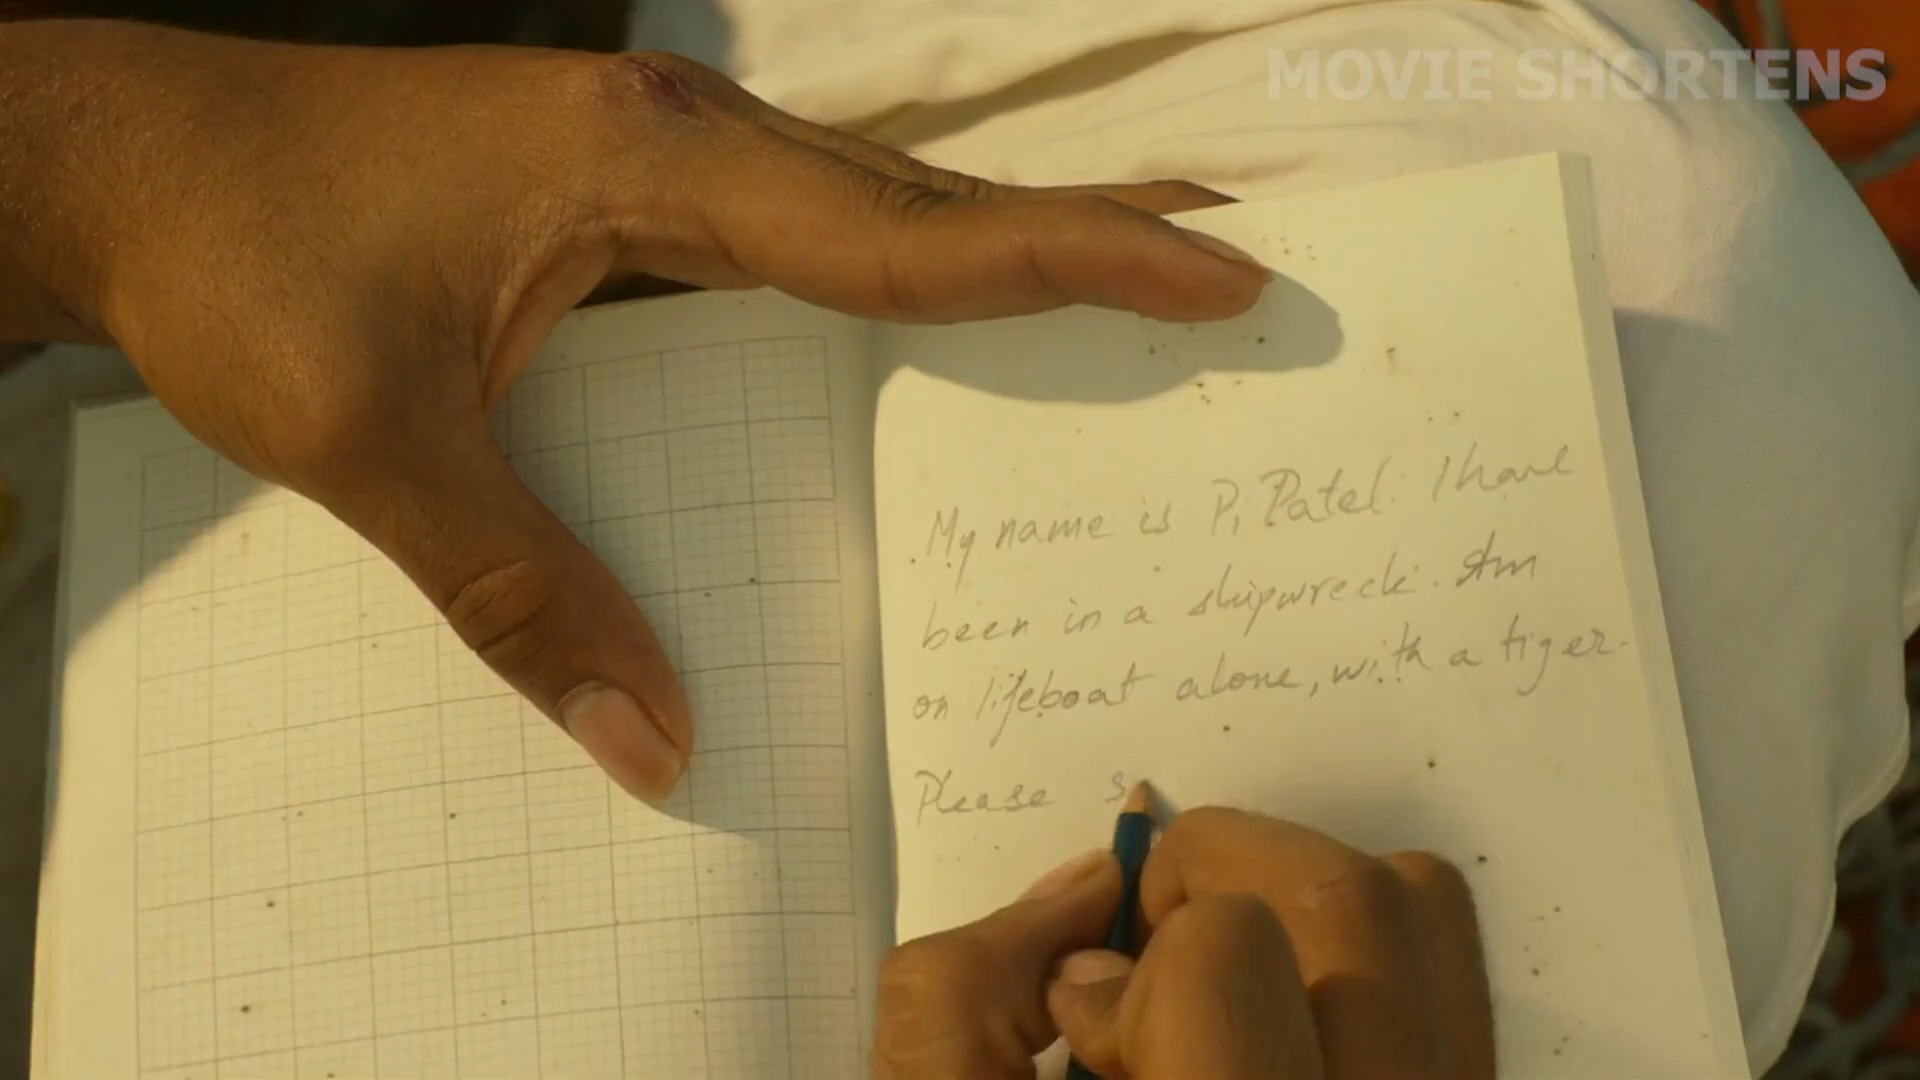 MOVIE SHORTENS
My name is Pi Patel. I have
been in a shipwreck. Am
on lifeboat alone, with a tiger.
Please s